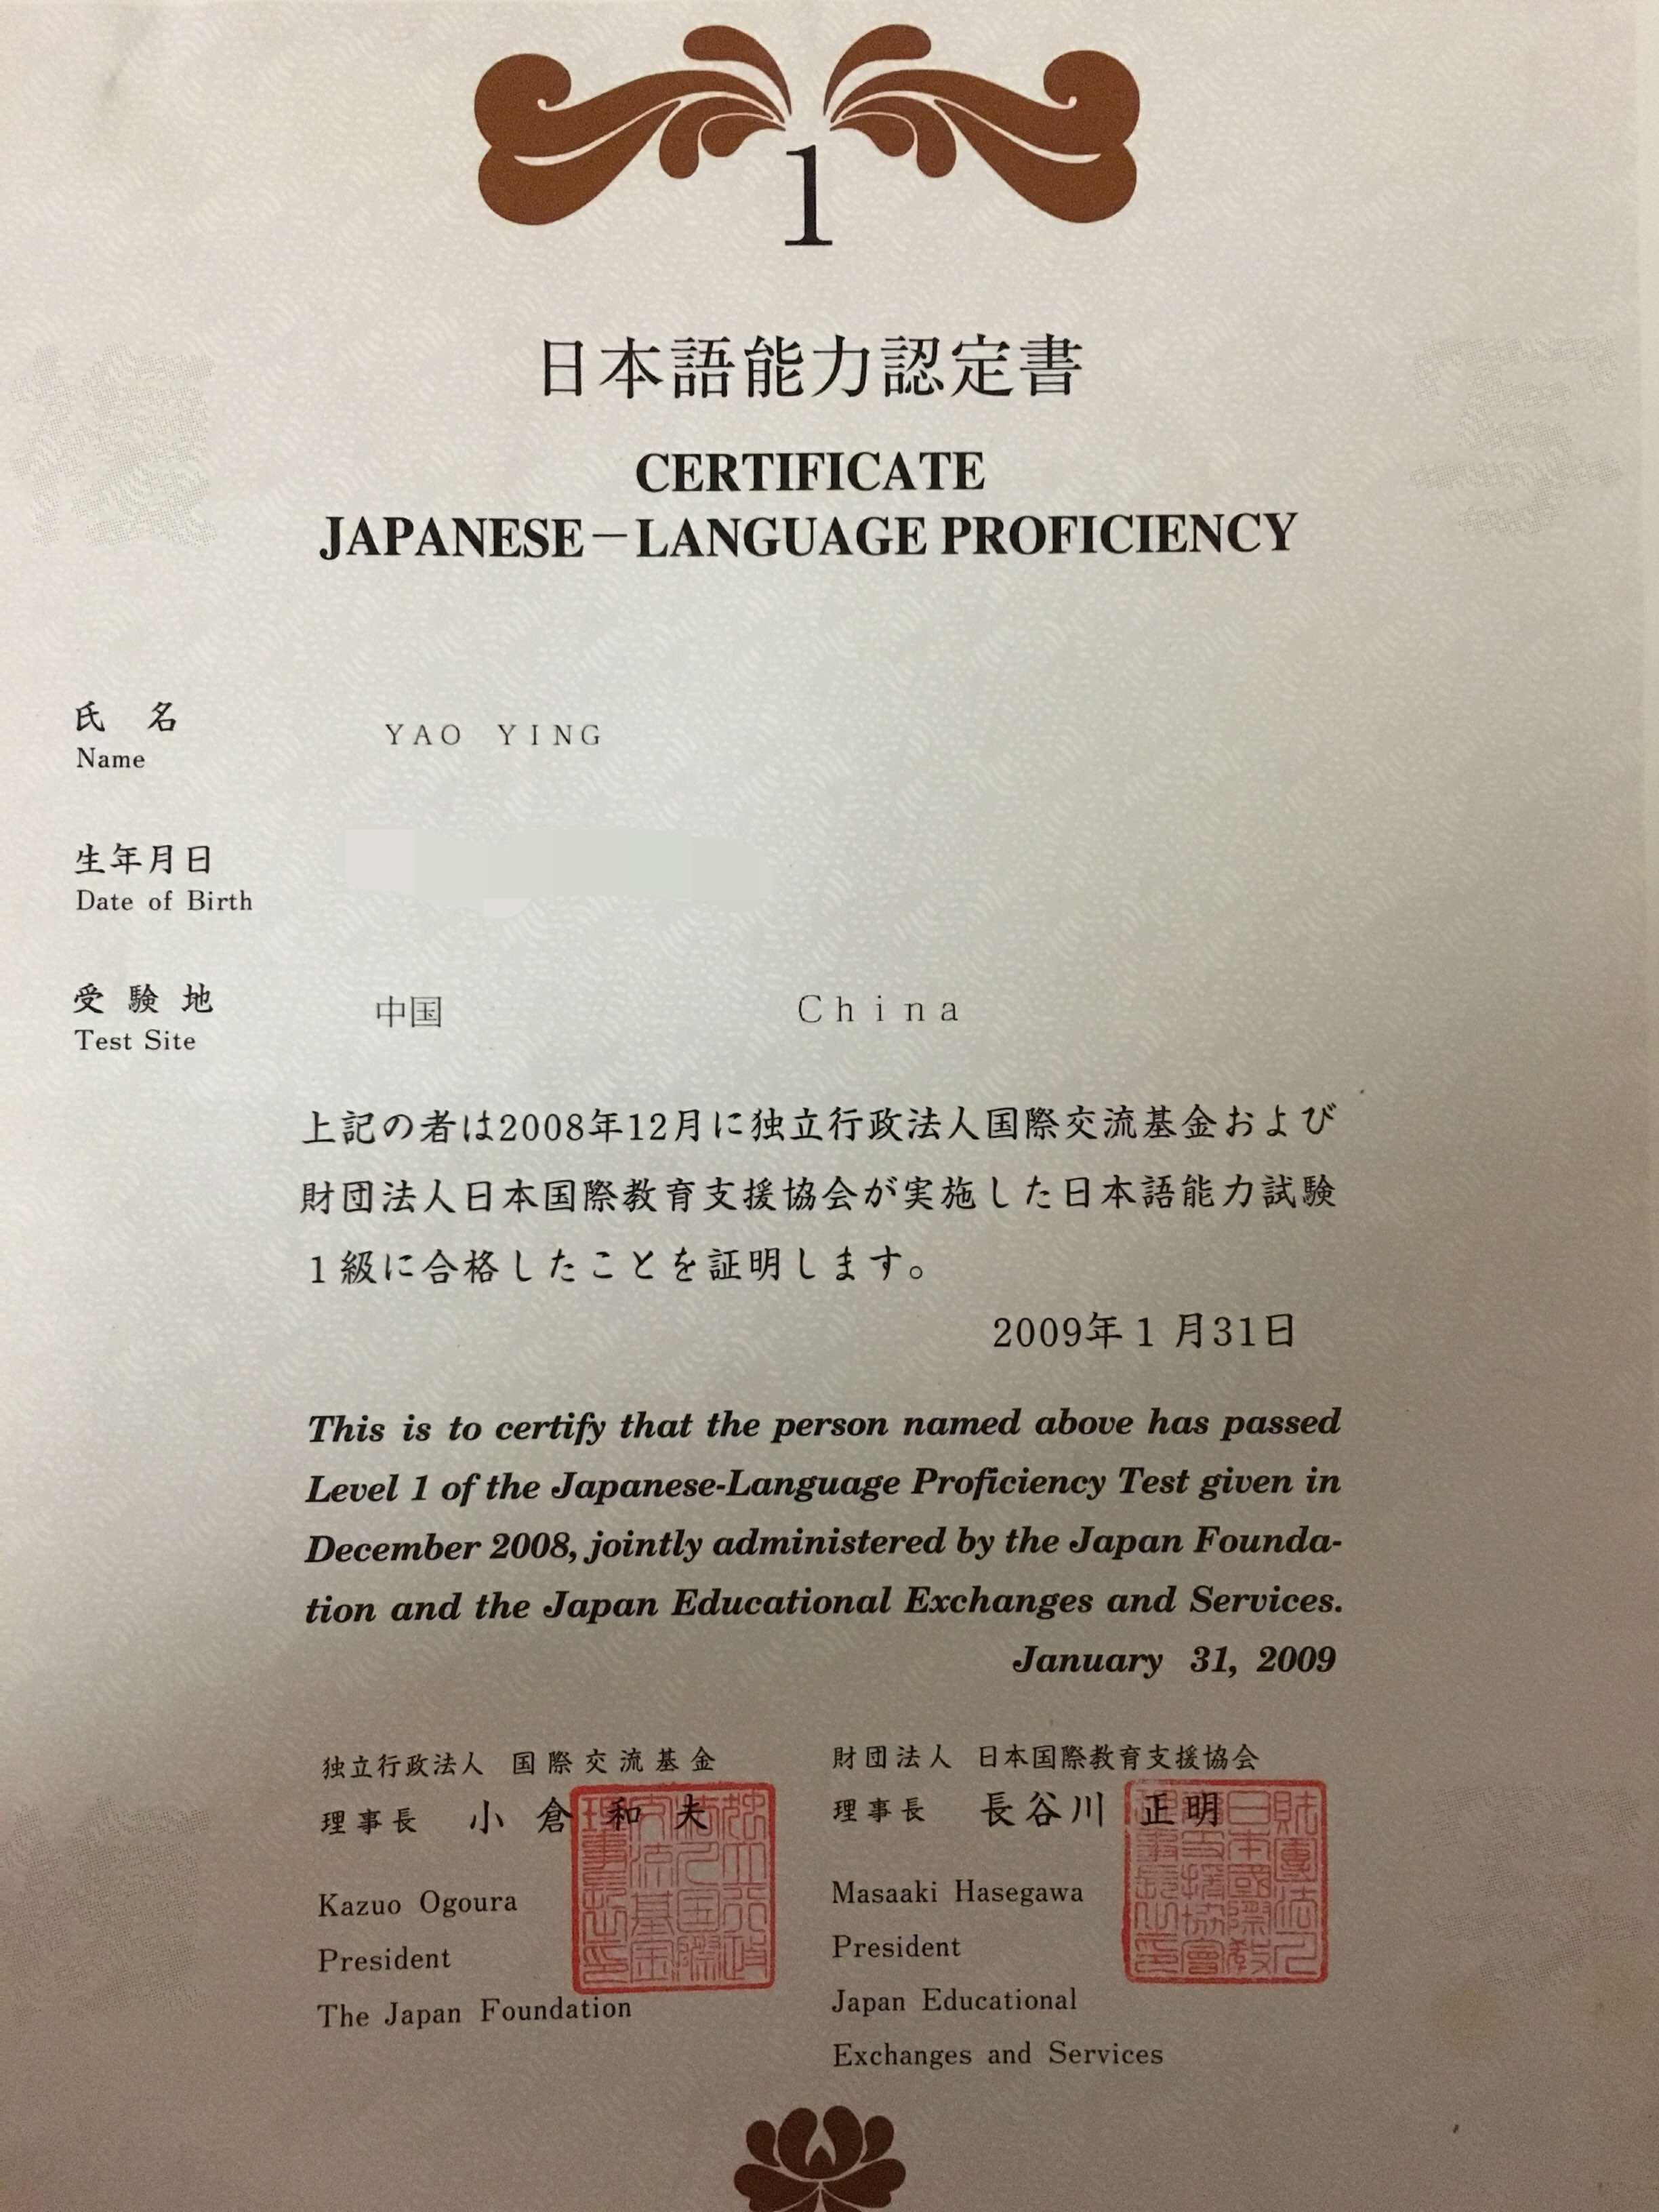 1
日本語能力認定書
CERTIFICATE
JAPANESE－LANGUAGE PROFICIENCY
氏 名 YAO YING
Name
生年月日
Date of Birth
受験地 中国 China
Test Site
上記の者は2008年12月に独立行政法人国際交流基金および
財団法人日本国際教育支援協会が実施した日本語能力試験
1級に合格したことを証明します。
2009年1月31日
This is to certify that the person named above has passed
Level 1 of the Japanese-Language Proficiency Test given in
December 2008, jointly administered by the Japan Founda-
tion and the Japan Educational Exchanges and Services.
January 31, 2009
独立行政法人 国際交流基金
理事長 小倉和夫
Kazuo Ogoura
President
The Japan Foundation
財団法人 日本国際教育支援協会
理事長 長谷川 正明
Masaaki Hasegawa
President
Japan Educational
Exchanges and Services